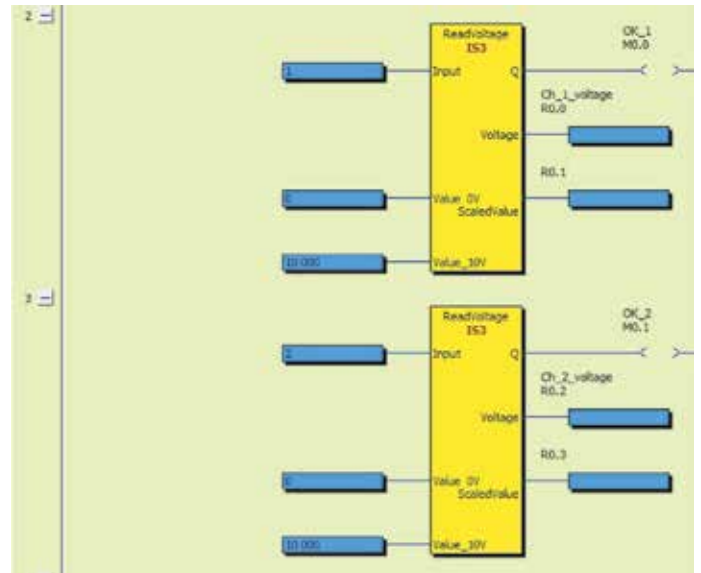 2
ReadVoltage
IS3
OK_1
M0.0
1
Input Q
Ch_1_voltage
R0.0
Voltage
R0.1
0
Value_0V
ScaledValue
10.000
Value_10V
3
ReadVoltage
IS3
OK_2
M0.1
2
Input Q
Ch_2_voltage
R0.2
Voltage
R0.3
0
Value_0V
ScaledValue
10.000
Value_10V